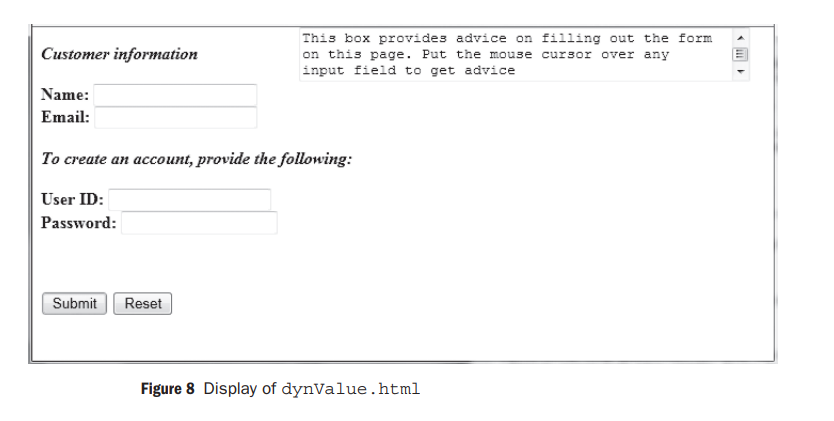 This box provides advice on filling out the form
on this page. Put the mouse cursor over any
input field to get advice
Customer information
Name:
Email:
To create an account, provide the following:
User ID:
Password:
Submit Reset
Figure 8 Display of dynValue.html